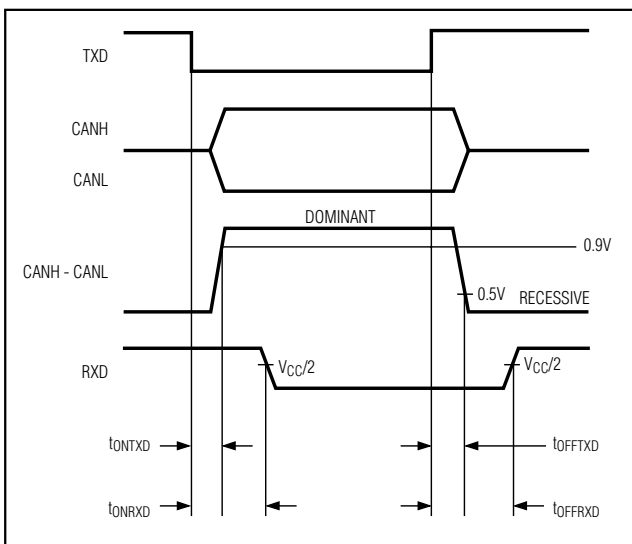 TXD
CANH
CANL
DOMINANT
0.9V
CANH - CANL
0.5V
RECESSIVE
RXD
VCC/2
VCC/2
tONTXD
tOFFTXD
tONRXD
tOFFRXD